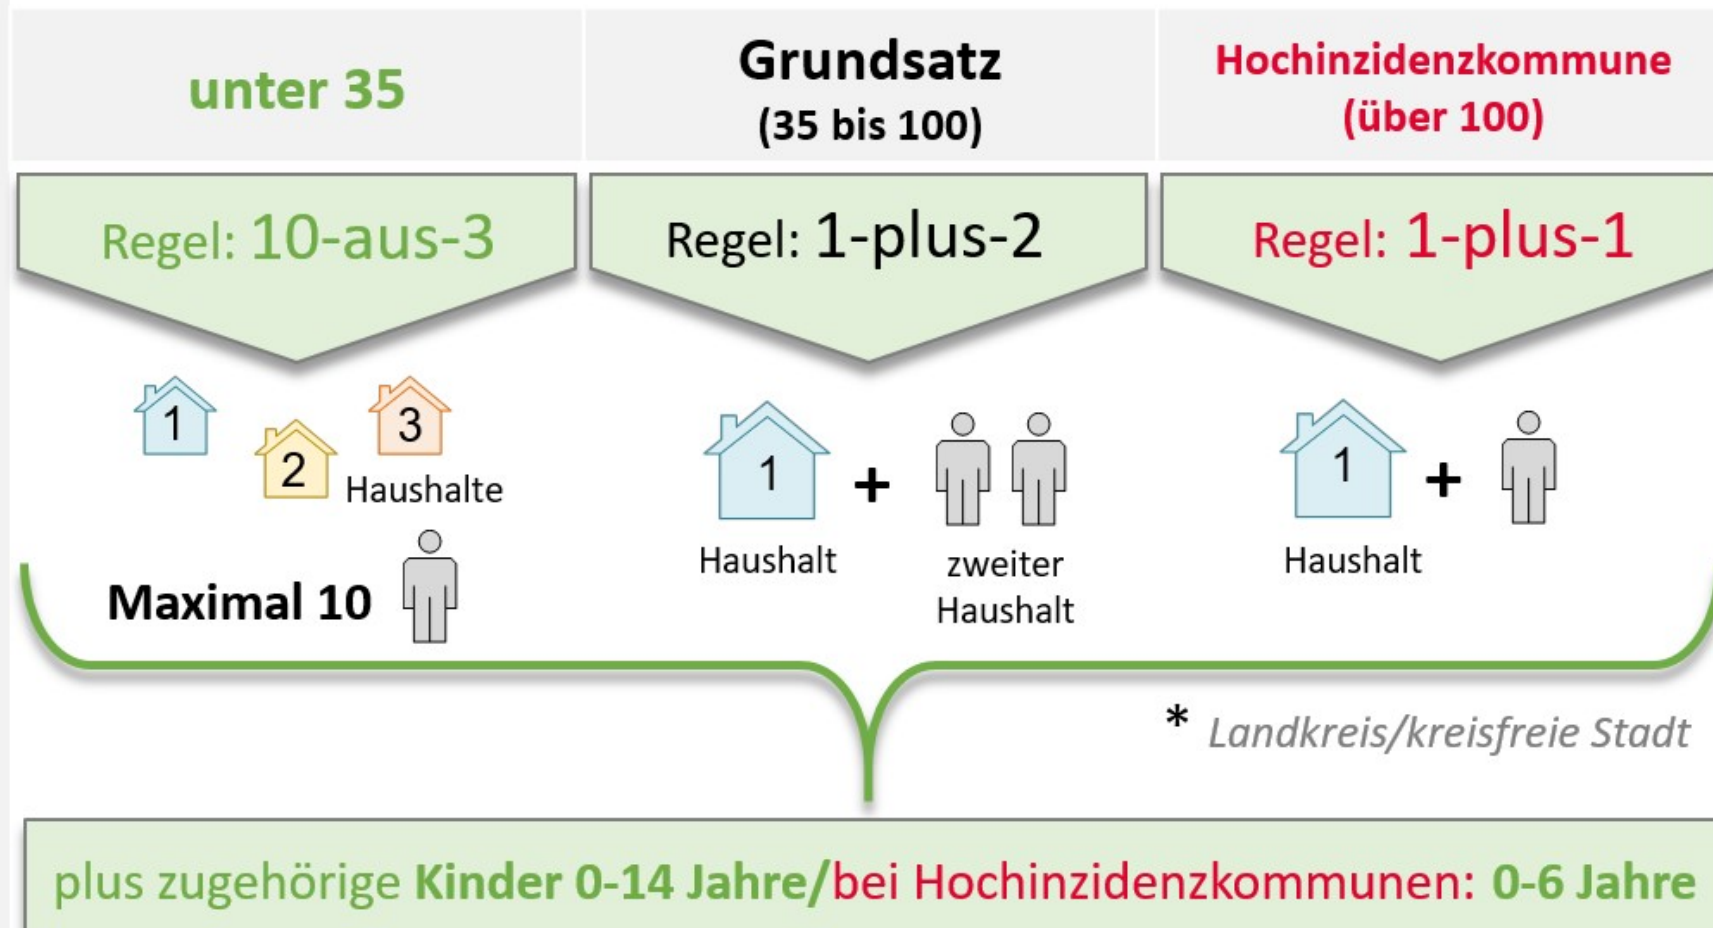 unter 35
Grundsatz
(35 bis 100)
Hochinzidenzkommune
(über 100)
Regel: 10-aus-3
Regel: 1-plus-2
Regel: 1-plus-1
1
2
3
Haushalte
Maximal 10
1
+
Haushalt
zweiter
Haushalt
1
+
Haushalt
* Landkreis/kreisfreie Stadt
plus zugehörige Kinder 0-14 Jahre/bei Hochinzidenzkommunen: 0-6 Jahre